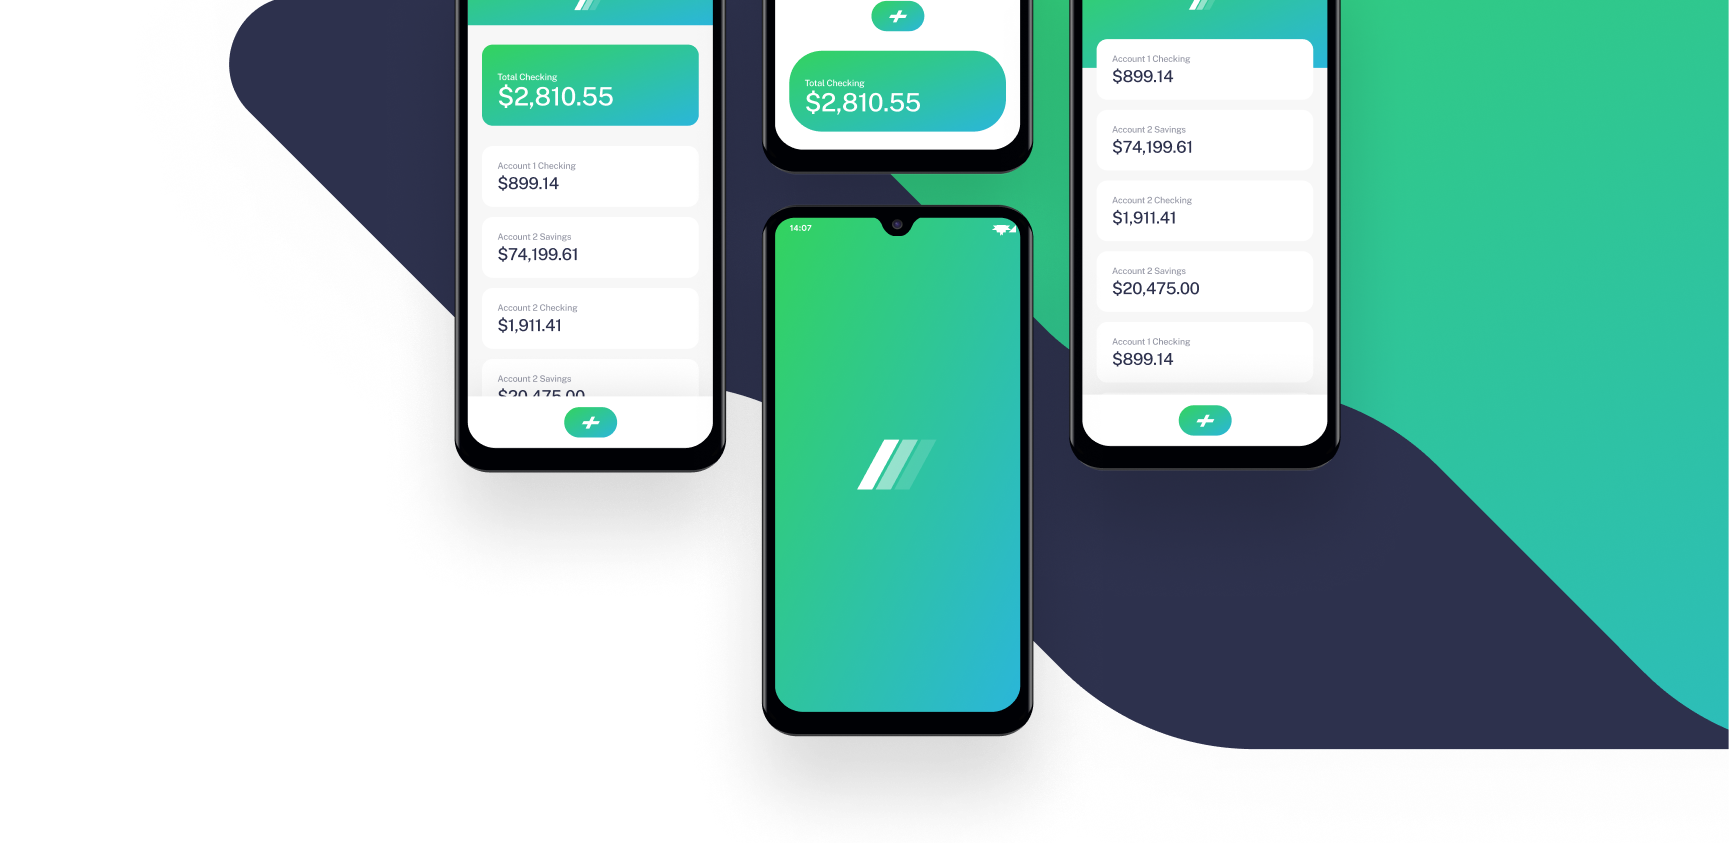 Total Checking
$2,810.55
Account 1 Checking
$899.14
Account 2 Savings
$74,199.61
Account 2 Checking
$1,911.41
Account 2 Savings
$20,475.00
Total Checking
$2,810.55
14:07
Account 1 Checking
$899.14
Account 2 Savings
$74,199.61
Account 2 Checking
$1,911.41
Account 2 Savings
$20,475.00
Account 1 Checking
$899.14